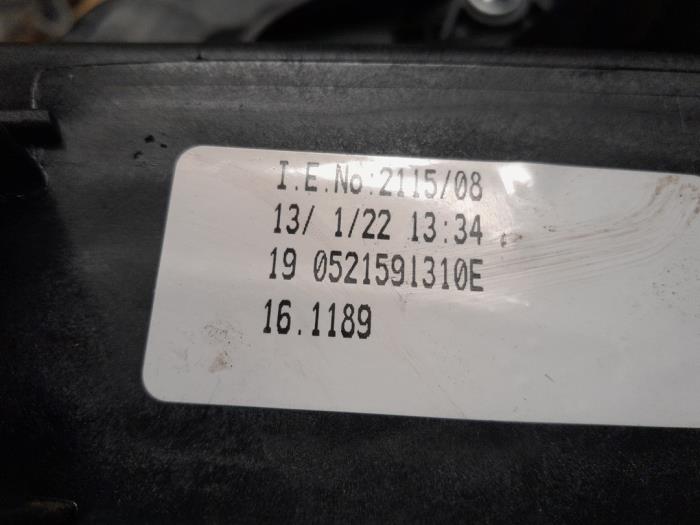 I.E.No:2115/08
13/ 1/22 13:34
19 0521591310E
16.1189